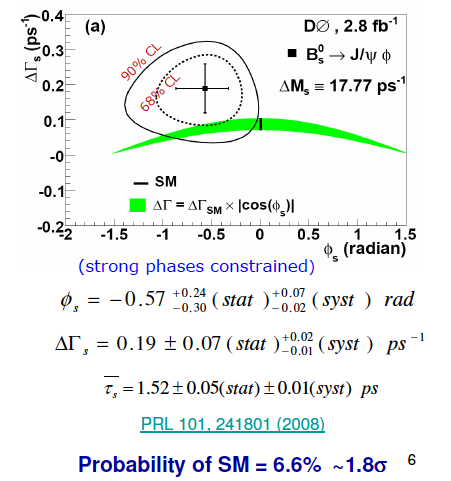 (a)
DØ , 2.8 fb⁻¹
B⁰ₛ → J/ψ ϕ
ΔMₛ ≡ 17.77 ps⁻¹
90% CL
68% CL
ΔΓₛ (ps⁻¹)
0.4
0.3
0.2
0.1
-0
-0.1
-0.2
SM
ΔΓ = ΔΓSM × |cos(ϕₛ)|
-2 -1.5 -1 -0.5 0 0.5 1 1.5
ϕₛ (radian)
(strong phases constrained)
ϕₛ = −0.57 +0.24 −0.30 (stat) +0.07 −0.02 (syst) rad
ΔΓₛ = 0.19 ± 0.07 (stat) +0.02 −0.01 (syst) ps⁻¹
τ̄ₛ = 1.52 ± 0.05(stat) ± 0.01(syst) ps
PRL 101, 241801 (2008)
Probability of SM = 6.6% ~1.8σ
6